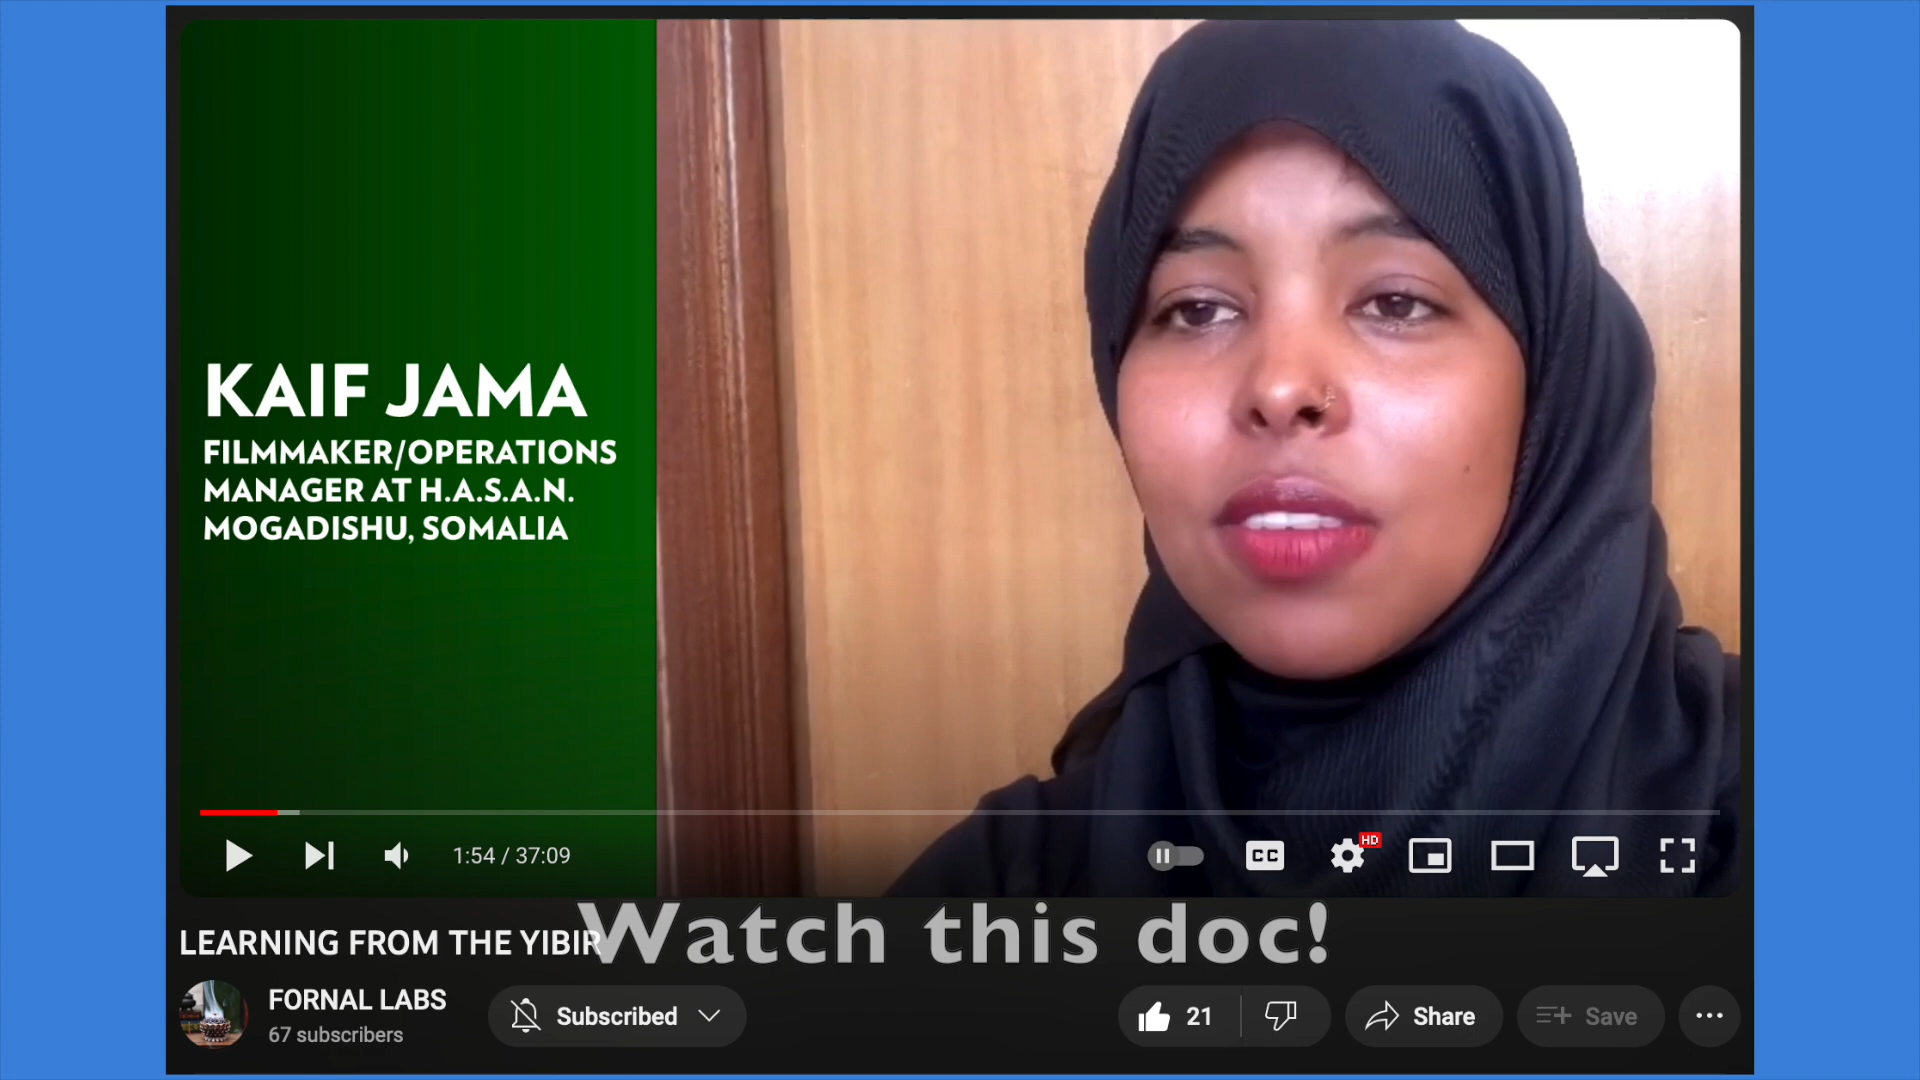 KAIF JAMA
FILMMAKER/OPERATIONS
MANAGER AT H.A.S.A.N.
MOGADISHU, SOMALIA
1:54 / 37:09
CC
HD
LEARNING FROM THE YIBIR
Watch this doc!
FORNAL LABS
67 subscribers
Subscribed
21
Share
Save